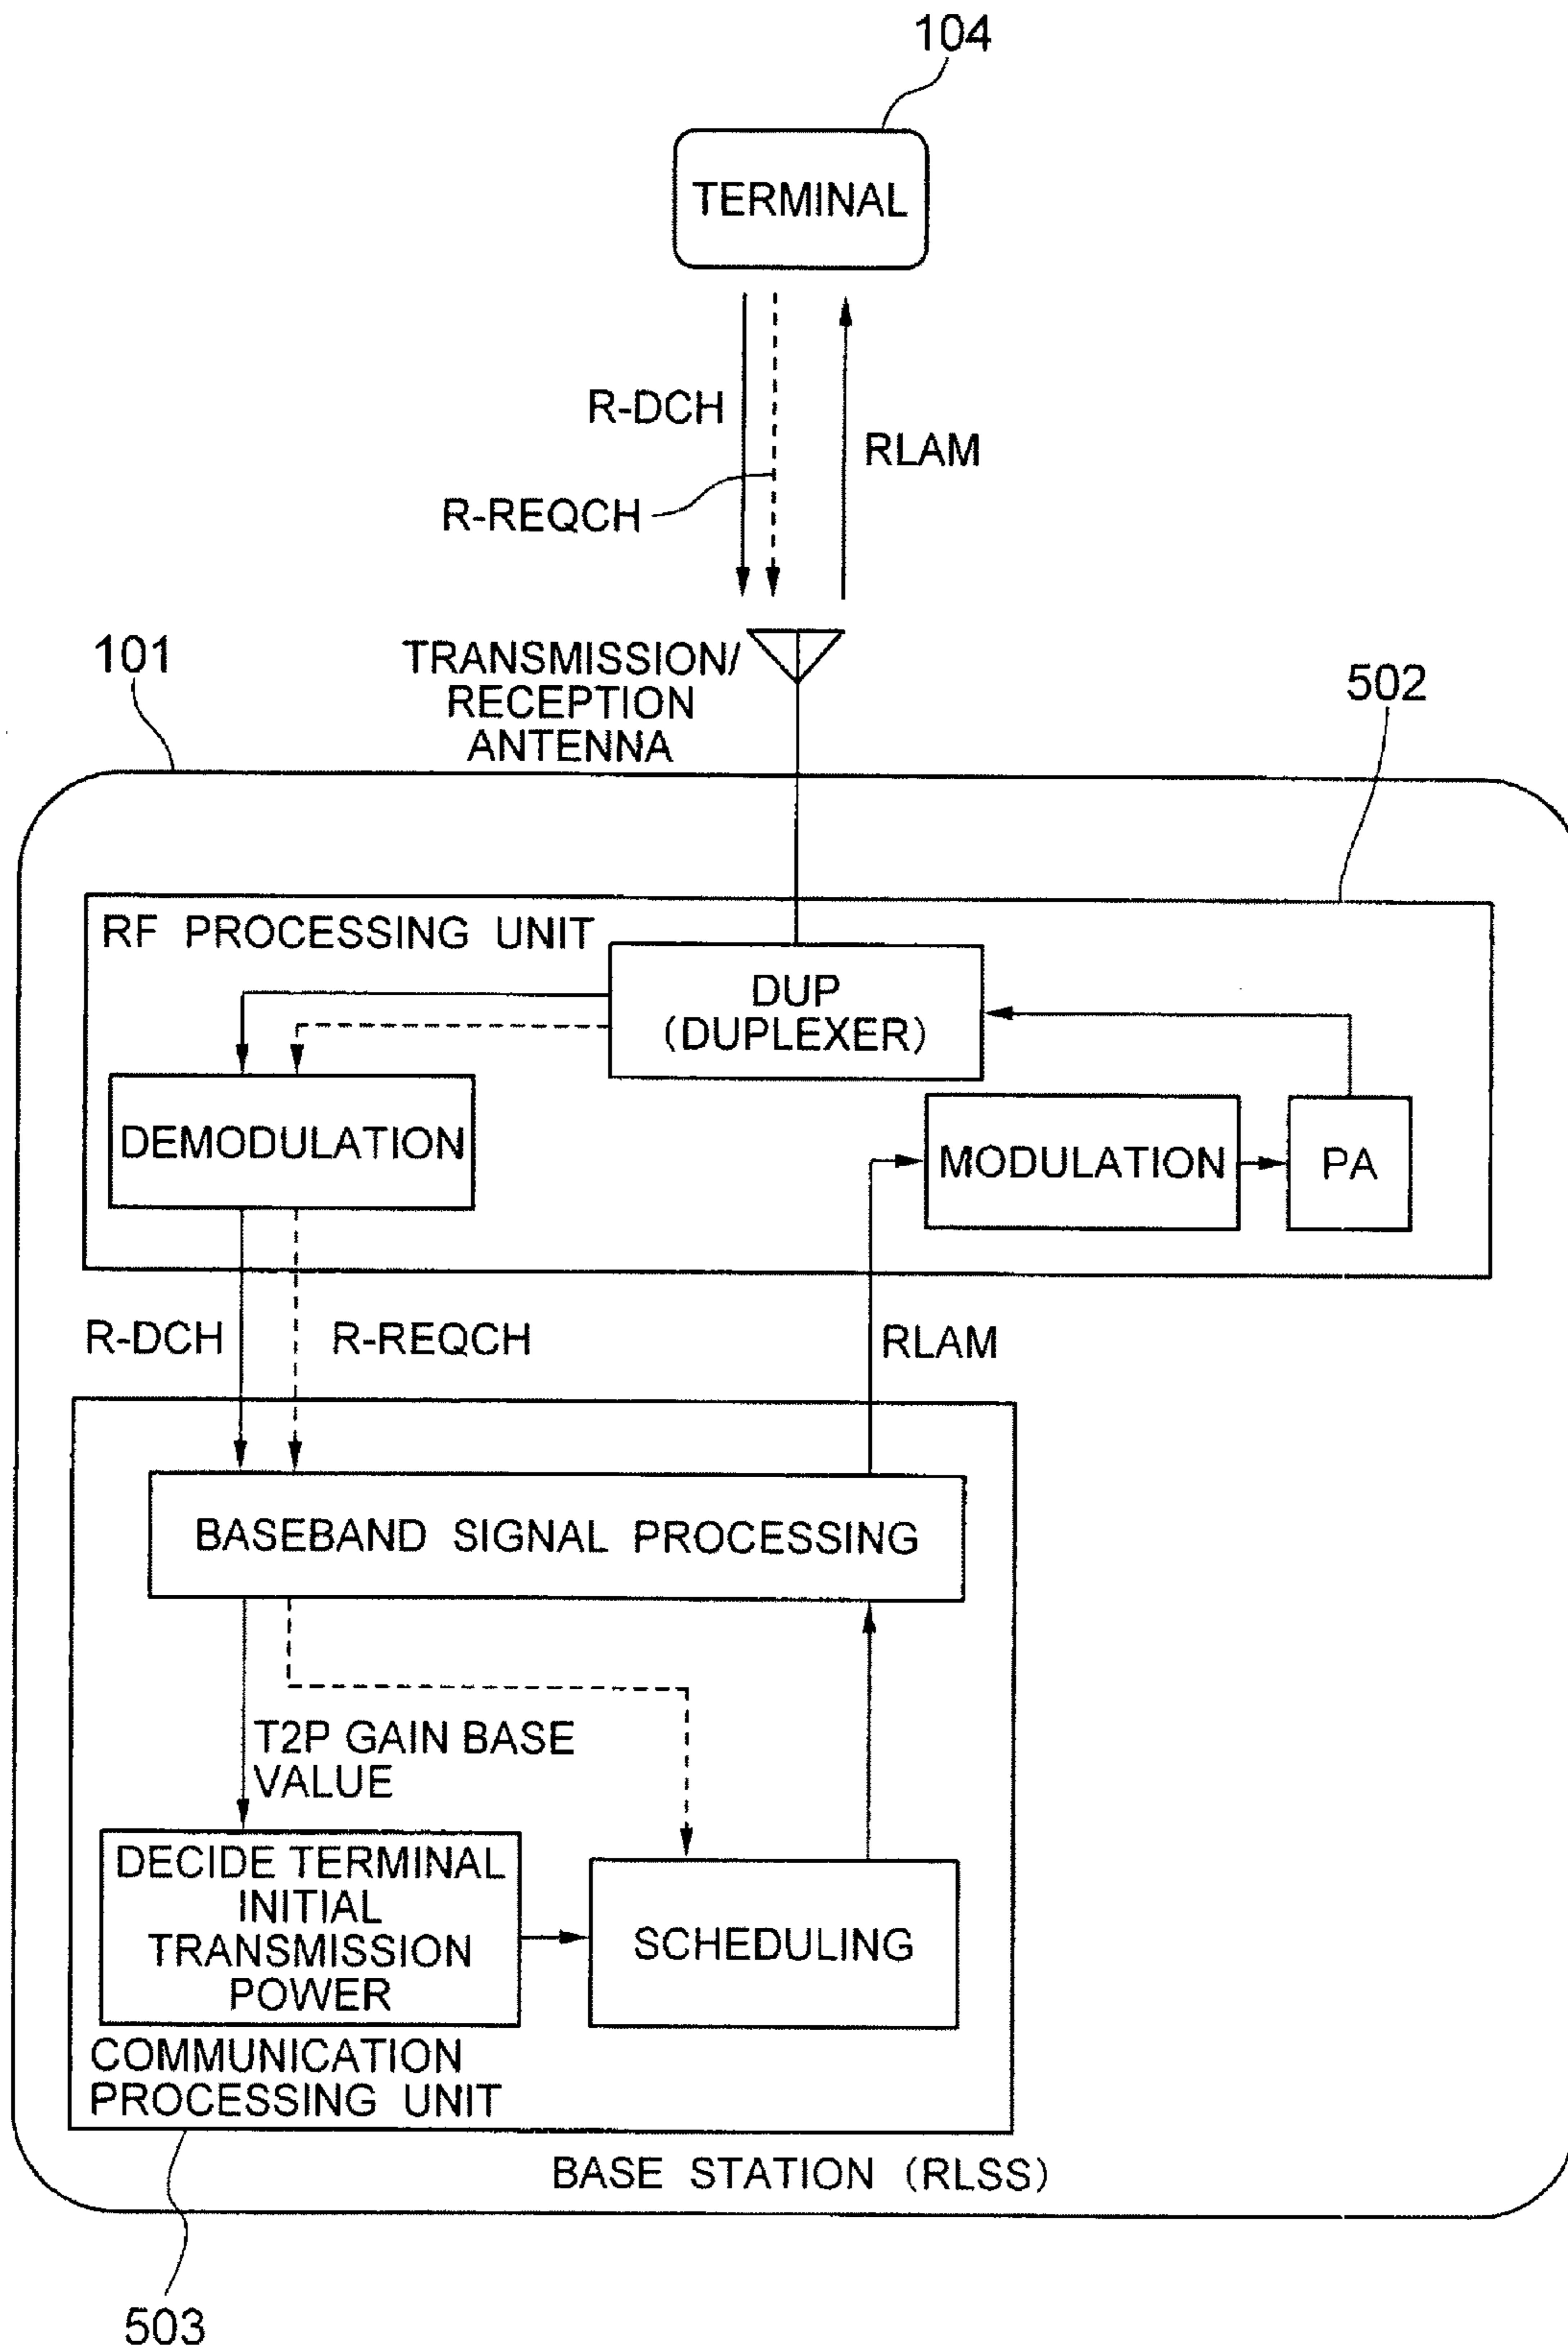 104
TERMINAL
R-DCH
RLAM
R-REQCH
101
TRANSMISSION/
RECEPTION
ANTENNA
502
RF PROCESSING UNIT
DUP
(DUPLEXER)
DEMODULATION
MODULATION
PA
R-DCH
R-REQCH
RLAM
BASEBAND SIGNAL PROCESSING
T2P GAIN BASE
VALUE
DECIDE TERMINAL
INITIAL
TRANSMISSION
POWER
SCHEDULING
COMMUNICATION
PROCESSING UNIT
BASE STATION (RLSS)
503